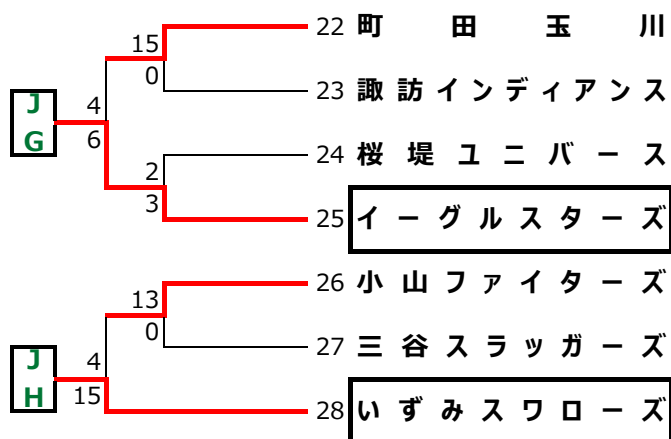 22 町田玉川
15
0
23 諏訪インディアンス
JG
4
6
24 桜堤ユニバース
2
3
25 イーグルスターズ
26 小山ファイターズ
13
0
27 三谷スラッガーズ
JH
4
15
28 いずみスワローズ